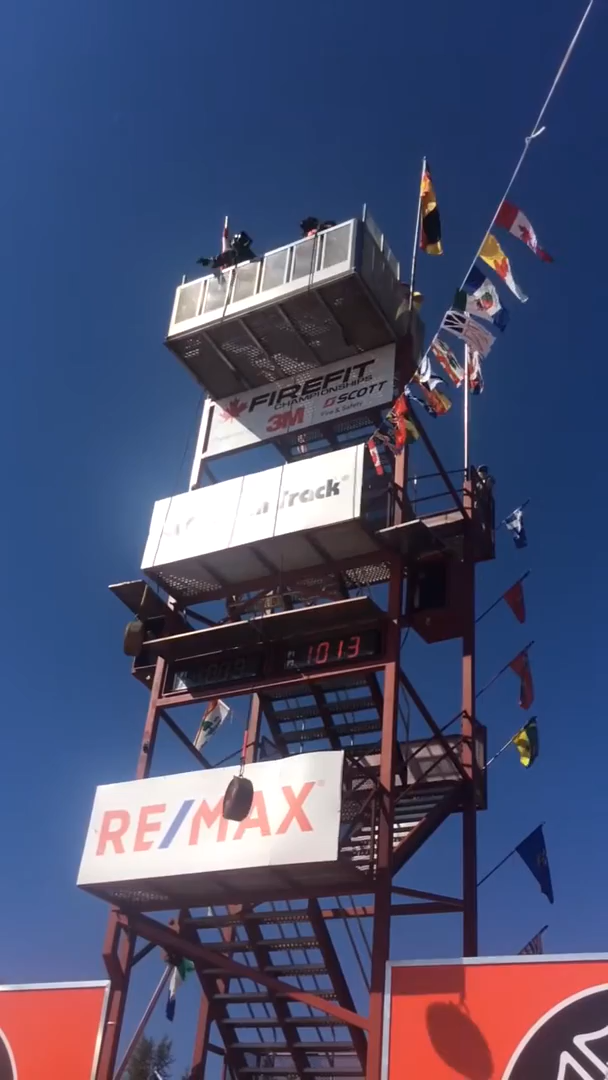 FIREFIT
CHAMPIONSHIPS
3M SCOTT
Fire & Safety
Track
1013
RE/MAX